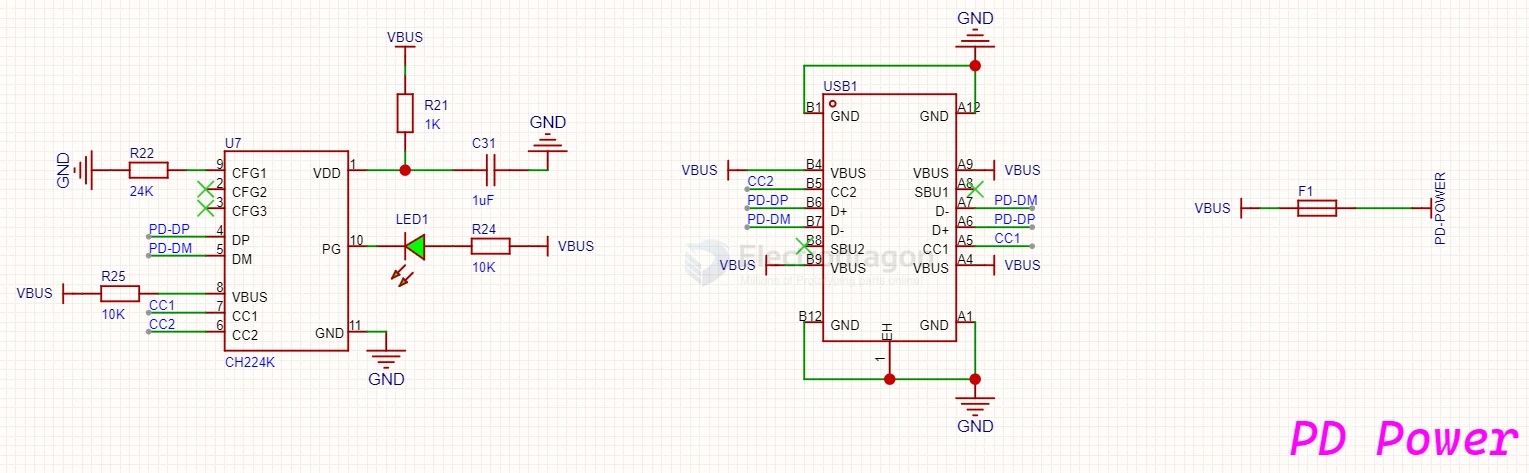 VBUS
R21
1K
GND
C31
1uF
U7
GND
R22
24K
9
CFG1
VDD
1
2
CFG2
3
CFG3
PD-DP
4
DP
PD-DM
5
DM
PG
10
LED1
R24
10K
VBUS
VBUS
R25
10K
8
VBUS
CC1
7
CC1
CC2
6
CC2
GND
11
CH224K
GND
GND
USB1
B1
GND
GND
A12
VBUS
B4
VBUS
VBUS
A9
VBUS
CC2
B5
CC2
SBU1
A8
PD-DP
B6
D+
D-
A7
PD-DM
PD-DM
B7
D-
D+
A6
PD-DP
B8
SBU2
CC1
A5
CC1
VBUS
B9
VBUS
VBUS
A4
VBUS
B12
GND
GND
A1
EH
1
GND
Electrodragon
VBUS
F1
PD-POWER
PD Power